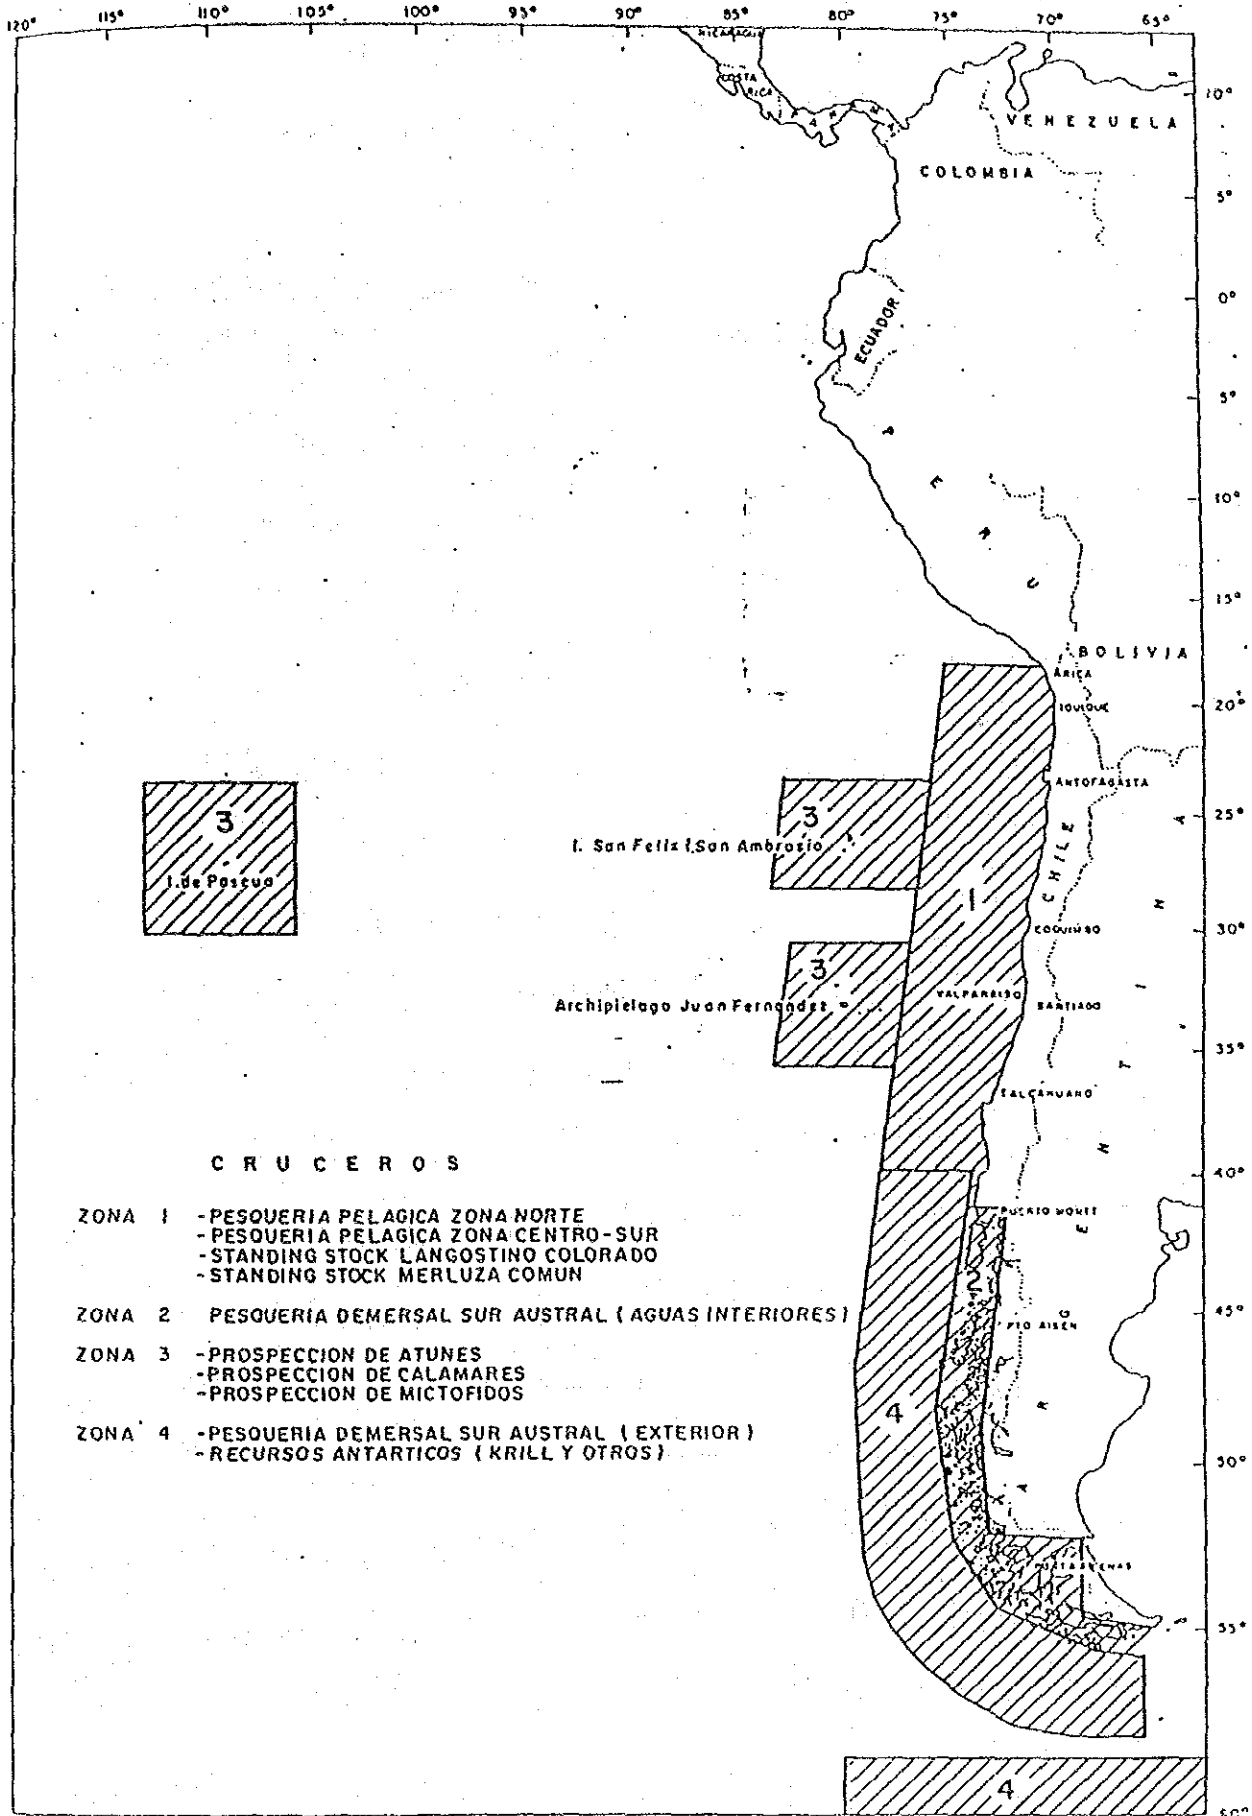 120° 115° 110° 105° 100° 95° 90° 85° 80° 75° 70° 65°
NICARAGUA
COSTA RICA
PANAMA
10°
VENEZUELA
COLOMBIA
5°
0°
ECUADOR
5°
PERU
10°
15°
BOLIVIA
ARICA
IQUIQUE
20°
ANTOFAGASTA
3
3
25°
I. San Felix I. San Ambrosio
CHILE
I. de Pascua
1
COQUIMBO
30°
3
VALPARAISO
SANTIAGO
Archipielago Juan Fernandez
35°
TALCAHUANO
ARGENTINA
CRUCEROS
40°
ZONA 1 -PESQUERIA PELAGICA ZONA NORTE
PUERTO MONTT
-PESQUERIA PELAGICA ZONA CENTRO-SUR
-STANDING STOCK LANGOSTINO COLORADO
-STANDING STOCK MERLUZA COMUN
2
ZONA 2 PESQUERIA DEMERSAL SUR AUSTRAL (AGUAS INTERIORES)
45°
PTO AISEN
ZONA 3 -PROSPECCION DE ATUNES
-PROSPECCION DE CALAMARES
-PROSPECCION DE MICTOFIDOS
4
ZONA 4 -PESQUERIA DEMERSAL SUR AUSTRAL (EXTERIOR)
-RECURSOS ANTARTICOS (KRILL Y OTROS)
50°
PUNTA ARENAS
55°
4
60°